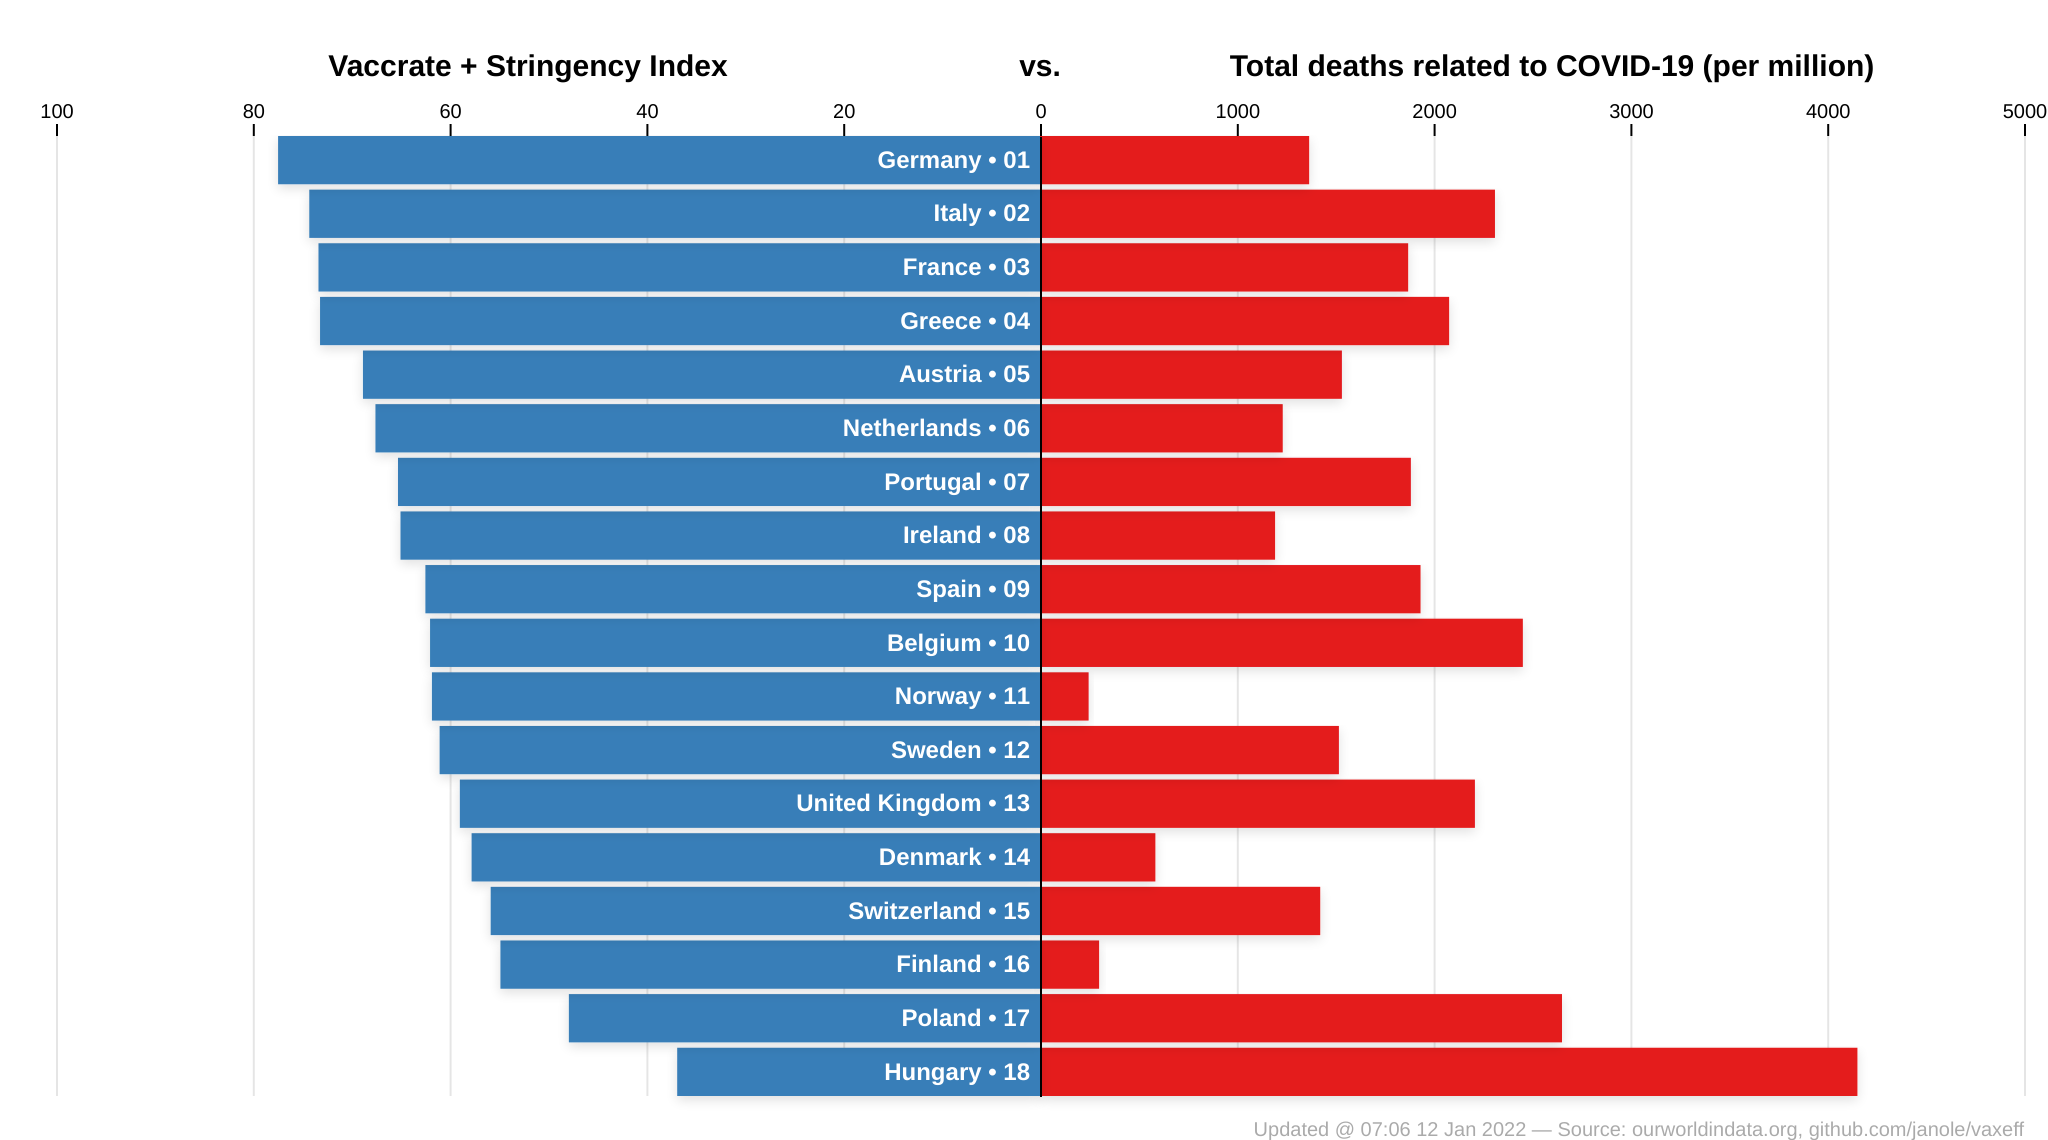 Vaccrate + Stringency Index vs. Total deaths related to COVID-19 (per million)
100 80 60 40 20 0 1000 2000 3000 4000 5000
Germany • 01
Italy • 02
France • 03
Greece • 04
Austria • 05
Netherlands • 06
Portugal • 07
Ireland • 08
Spain • 09
Belgium • 10
Norway • 11
Sweden • 12
United Kingdom • 13
Denmark • 14
Switzerland • 15
Finland • 16
Poland • 17
Hungary • 18
Updated @ 07:06 12 Jan 2022 — Source: ourworldindata.org, github.com/janole/vaxeff